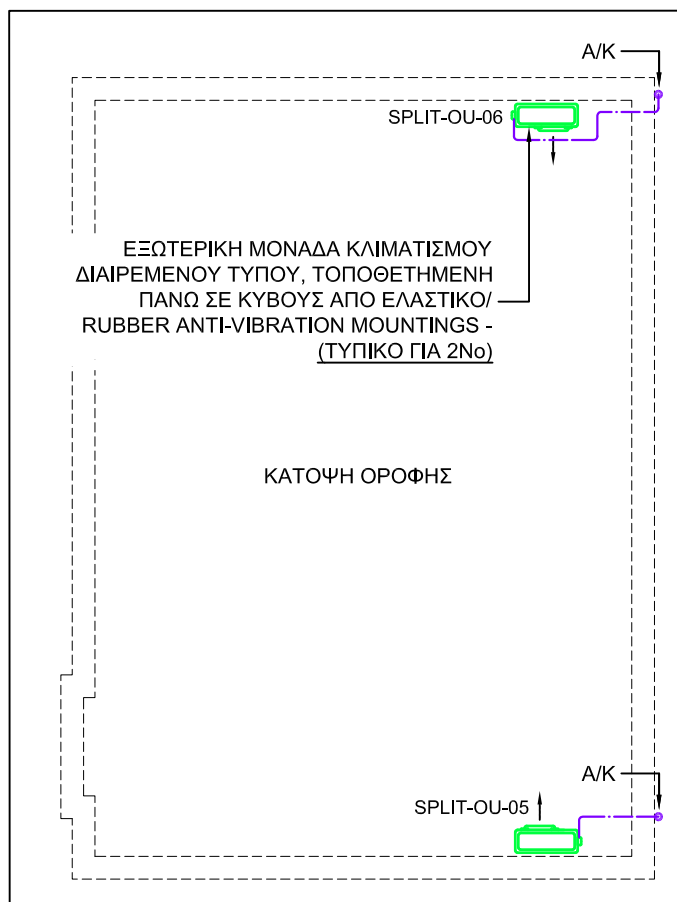 A/K
SPLIT-OU-06
ΕΞΩΤΕΡΙΚΗ ΜΟΝΑΔΑ ΚΛΙΜΑΤΙΣΜΟΥ
ΔΙΑΙΡΕΜΕΝΟΥ ΤΥΠΟΥ, ΤΟΠΟΘΕΤΗΜΕΝΗ
ΠΑΝΩ ΣΕ ΚΥΒΟΥΣ ΑΠΟ ΕΛΑΣΤΙΚΟ/
RUBBER ANTI-VIBRATION MOUNTINGS -
(ΤΥΠΙΚΟ ΓΙΑ 2No)
ΚΑΤΟΨΗ ΟΡΟΦΗΣ
A/K
SPLIT-OU-05